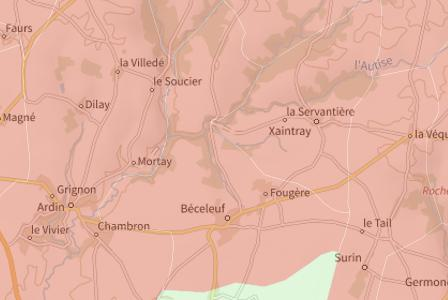 Faurs
la Villedé
l'Autise
le Soucier
Dilay
la Servantière
Magné
Xaintray
la Véqu
Mortay
Grignon
Fougère
Roche
Ardin
Béceleuf
le Vivier
Chambron
le Tail
Surin
Germon